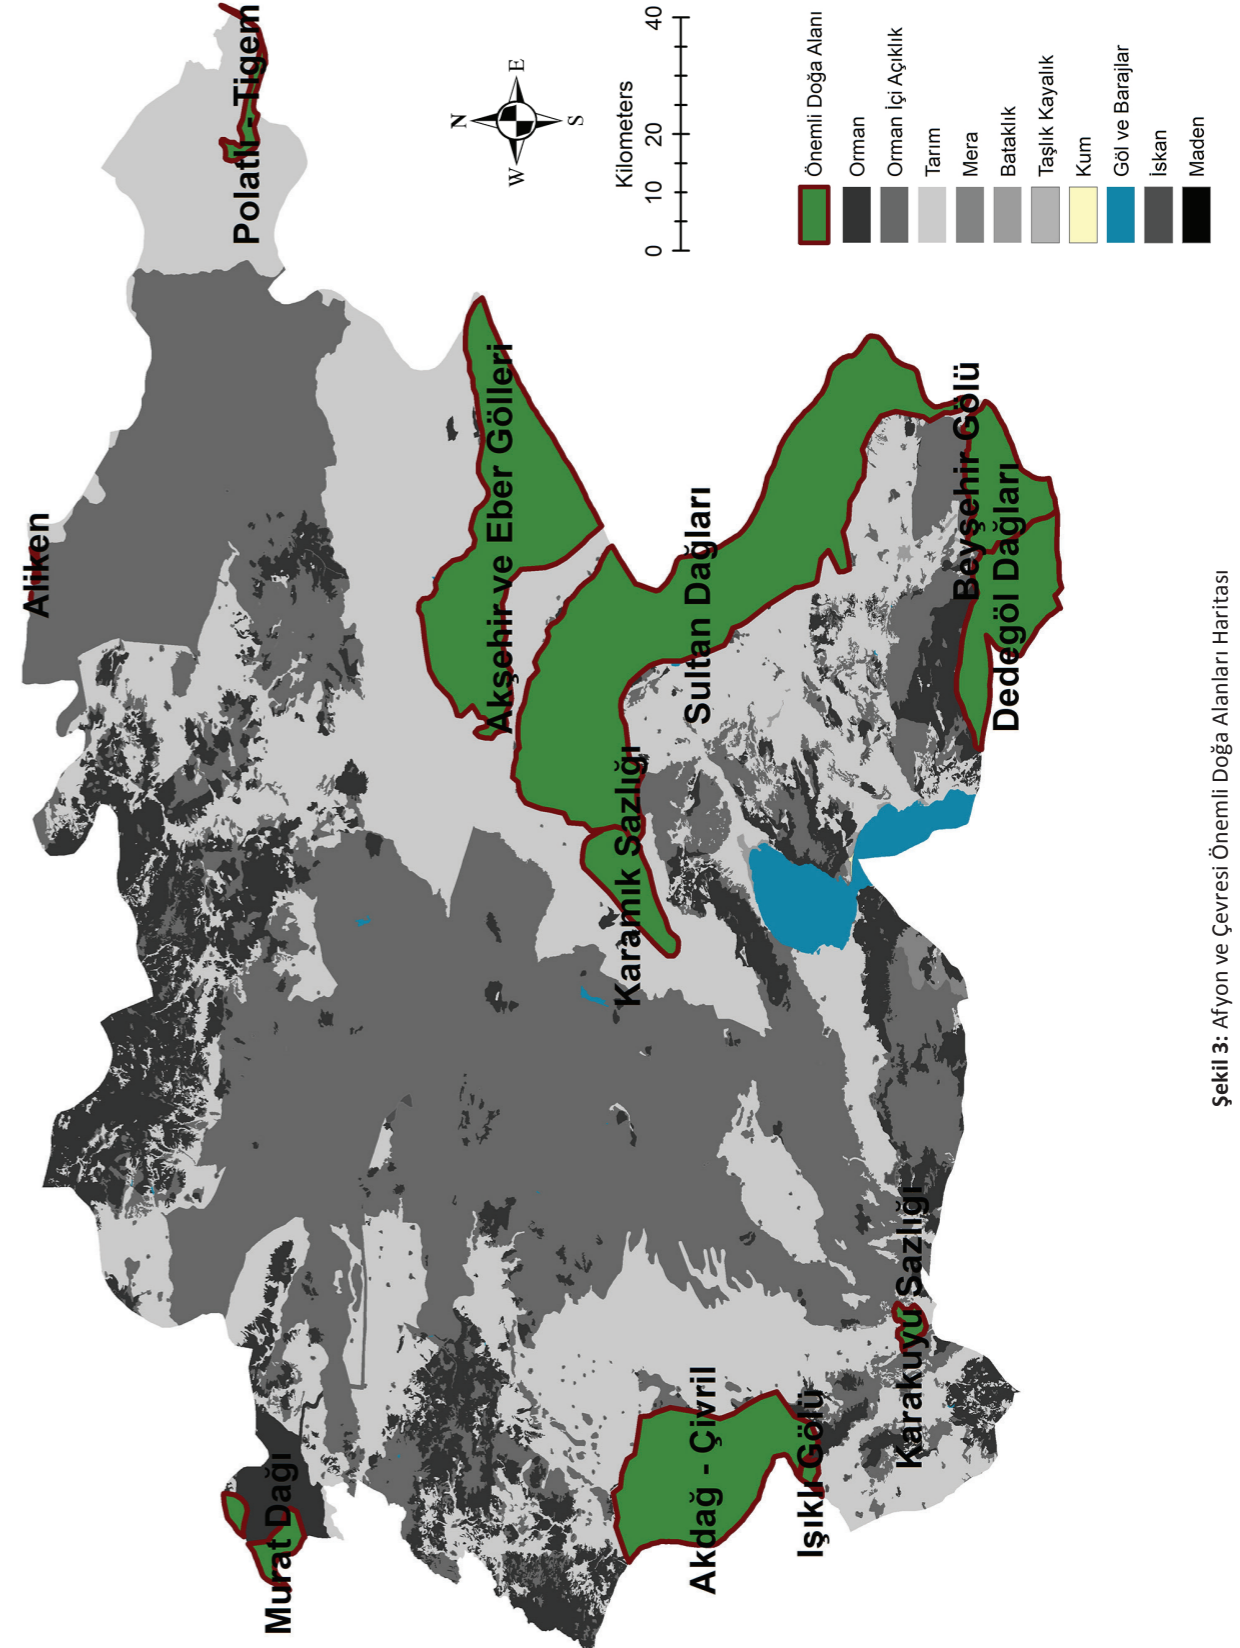 Aliken
Polatlı - Tigem
Murat Dağı
Akşehir ve Eber Gölleri
Karamık Sazlığı
Sultan Dağları
Akdağ - Çivril
Işıklı Gölü
Karakuyu Sazlığı
Beyşehir Gölü
Dedegöl Dağları
N
W E
S
Kilometers
0 10 20 40
Önemli Doğa Alanı
Orman
Orman İçi Açıklık
Tarım
Mera
Bataklık
Taşlık Kayalık
Kum
Göl ve Barajlar
İskan
Maden
Şekil 3: Afyon ve Çevresi Önemli Doğa Alanları Haritası